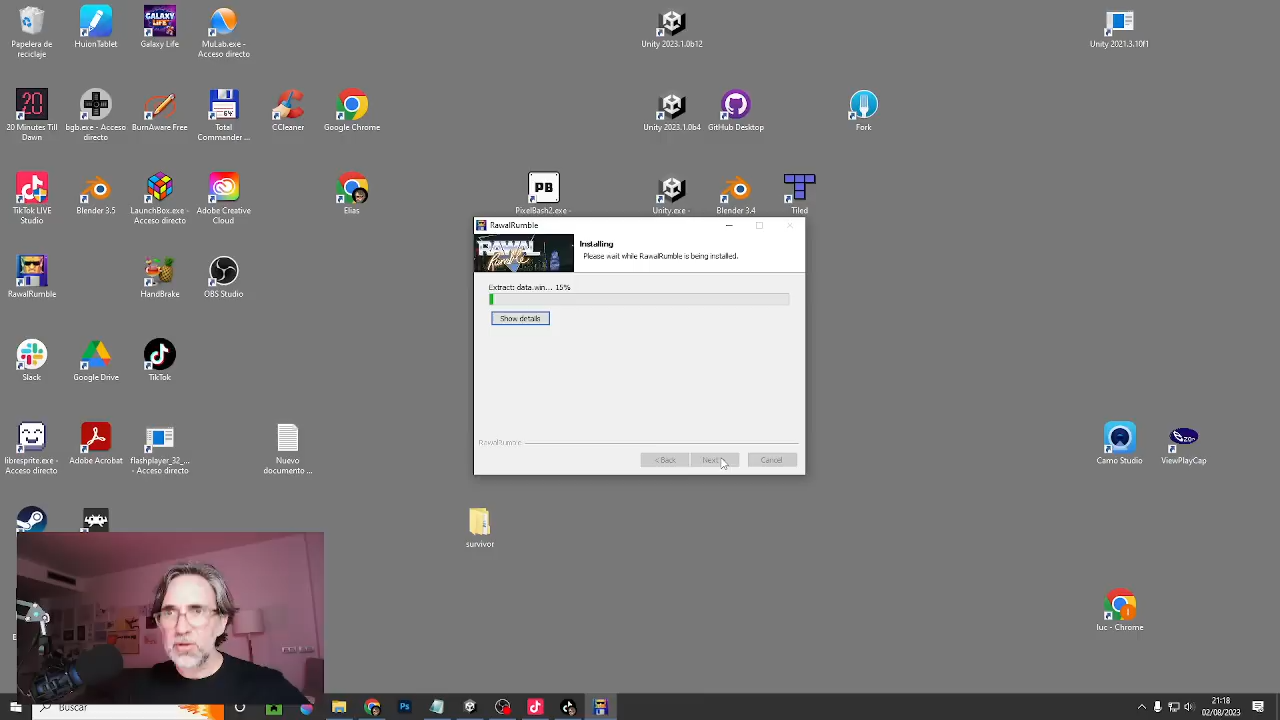 Papelera de
reciclaje
HuionTablet
Galaxy Life
MuLab.exe -
Acceso directo
Unity 2023.1.0b12
Unity 2021.3.10f1
20 Minutes Till
Dawn
bgb.exe - Acceso
directo
BurnAware Free
Total
Commander ...
CCleaner
Google Chrome
Unity 2023.1.0b4
GitHub Desktop
Fork
TikTok LIVE
Studio
Blender 3.5
LaunchBox.exe -
Acceso directo
Adobe Creative
Cloud
Elias
PB
PixelBash2.exe -
Unity.exe -
Blender 3.4
Tiled
RawalRumble
HandBrake
OBS Studio
RawalRumble
RAWAL
Rumble
Installing
Please wait while RawalRumble is being installed.
Extract: data.win... 15%
Show details
RawalRumble
< Back
Next
Cancel
Slack
Google Drive
TikTok
libresprite.exe -
Acceso directo
Adobe Acrobat
flashplayer_32_...
- Acceso directo
Nuevo
documento ...
Camo Studio
ViewPlayCap
survivor
luc - Chrome
Buscar
Ps
21:18
02/08/2023